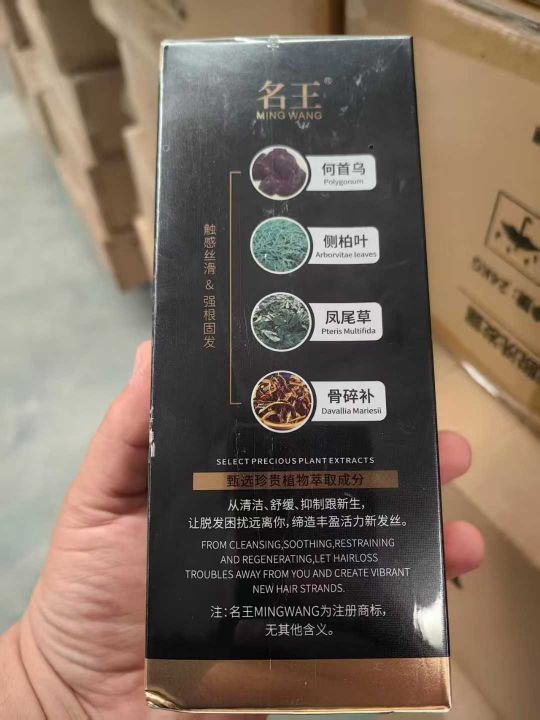 名王®
MING WANG
何首乌
Polygonum
侧柏叶
Arborvitae leaves
凤尾草
Pteris Multifida
骨碎补
Davallia Mariesii
触感丝滑 & 强根固发
SELECT PRECIOUS PLANT EXTRACTS
甄选珍贵植物萃取成分
从清洁、舒缓、抑制跟新生,
让脱发困扰远离你,缔造丰盈活力新发丝。
FROM CLEANSING,SOOTHING,RESTRAINING
AND REGENERATING,LET HAIRLOSS
TROUBLES AWAY FROM YOU AND CREATE VIBRANT
NEW HAIR STRANDS.
注:名王MINGWANG为注册商标,
无其他含义。
24KG